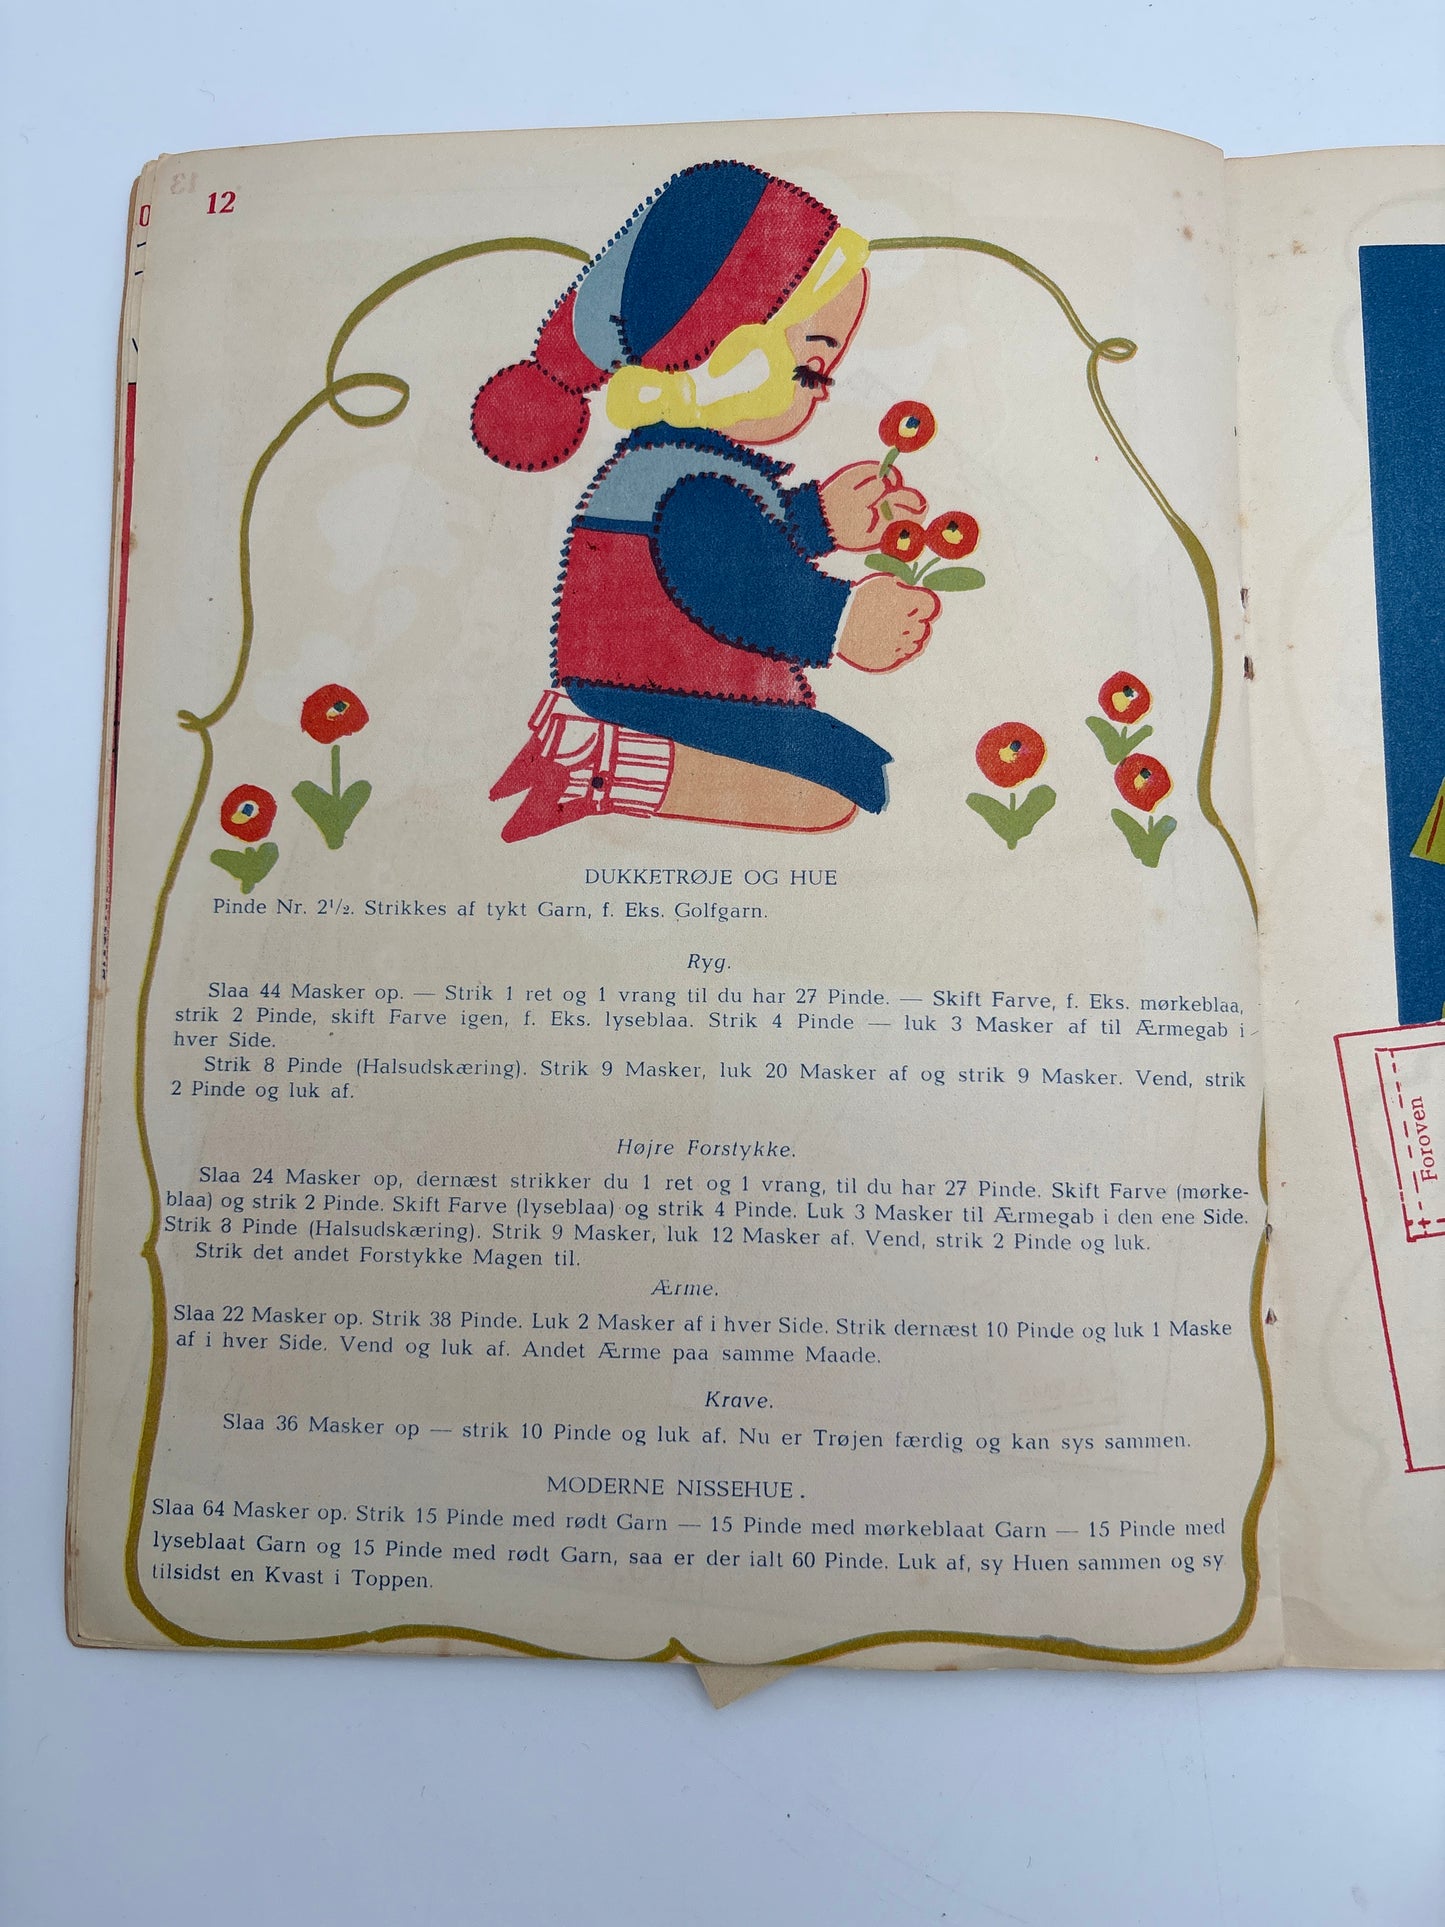 12
DUKKETRØJE OG HUE
Pinde Nr. 2½. Strikkes af tykt Garn, f. Eks. Golfgarn.
Ryg.
Slaa 44 Masker op. — Strik 1 ret og 1 vrang til du har 27 Pinde. — Skift Farve, f. Eks. mørkeblaa,
strik 2 Pinde, skift Farve igen, f. Eks. lyseblaa. Strik 4 Pinde — luk 3 Masker af til Ærmegab i
hver Side.
Strik 8 Pinde (Halsudskæring). Strik 9 Masker, luk 20 Masker af og strik 9 Masker. Vend, strik
2 Pinde og luk af.
Højre Forstykke.
Slaa 24 Masker op, dernæst strikker du 1 ret og 1 vrang, til du har 27 Pinde. Skift Farve (mørke-
blaa) og strik 2 Pinde. Skift Farve (lyseblaa) og strik 4 Pinde. Luk 3 Masker til Ærmegab i den ene Side.
Strik 8 Pinde (Halsudskæring). Strik 9 Masker, luk 12 Masker af. Vend, strik 2 Pinde og luk.
Strik det andet Forstykke Magen til.
Ærme.
Slaa 22 Masker op. Strik 38 Pinde. Luk 2 Masker af i hver Side. Strik dernæst 10 Pinde og luk 1 Maske
af i hver Side. Vend og luk af. Andet Ærme paa samme Maade.
Krave.
Slaa 36 Masker op — strik 10 Pinde og luk af. Nu er Trøjen færdig og kan sys sammen.
MODERNE NISSEHUE.
Slaa 64 Masker op. Strik 15 Pinde med rødt Garn — 15 Pinde med mørkeblaat Garn — 15 Pinde med
lyseblaat Garn og 15 Pinde med rødt Garn, saa er der ialt 60 Pinde. Luk af, sy Huen sammen og sy
tilsidst en Kvast i Toppen.
Foroven